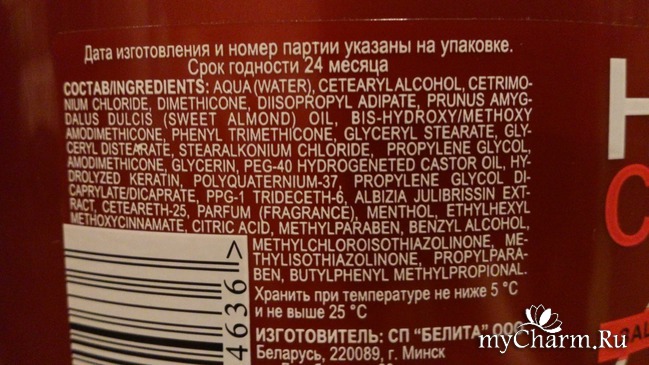 Дата изготовления и номер партии указаны на упаковке.
Срок годности 24 месяца
СОСТАВ/INGREDIENTS: AQUA (WATER), CETEARYL ALCOHOL, CETRIMO-
NIUM CHLORIDE, DIMETHICONE, DIISOPROPYL ADIPATE, PRUNUS AMYG-
DALUS DULCIS (SWEET ALMOND) OIL, BIS-HYDROXY/METHOXY
AMODIMETHICONE, PHENYL TRIMETHICONE, GLYCERYL STEARATE, GLY-
CERYL DISTEARATE, STEARALKONIUM CHLORIDE, PROPYLENE GLYCOL,
AMODIMETHICONE, GLYCERIN, PEG-40 HYDROGENETED CASTOR OIL, HY-
DROLYZED KERATIN, POLYQUATERNIUM-37, PROPYLENE GLYCOL DI-
CAPRYLATE/DICAPRATE, PPG-1 TRIDECETH-6, ALBIZIA JULIBRISSIN EXT-
RACT, CETEARETH-25, PARFUM (FRAGRANCE), MENTHOL, ETHYLHEXYL
METHOXYCINNAMATE, CITRIC ACID, METHYLPARABEN, BENZYL ALCOHOL,
METHYLCHLOROISOTHIAZOLINONE, ME-
THYLISOTHIAZOLINONE, PROPYLPARA-
BEN, BUTYLPHENYL METHYLPROPIONAL.
Хранить при температуре не ниже 5 °C
и не выше 25 °C
ИЗГОТОВИТЕЛЬ: СП "БЕЛИТА" ООО
Беларусь, 220089, г. Минск
4636 >
H
C
myCharm.Ru